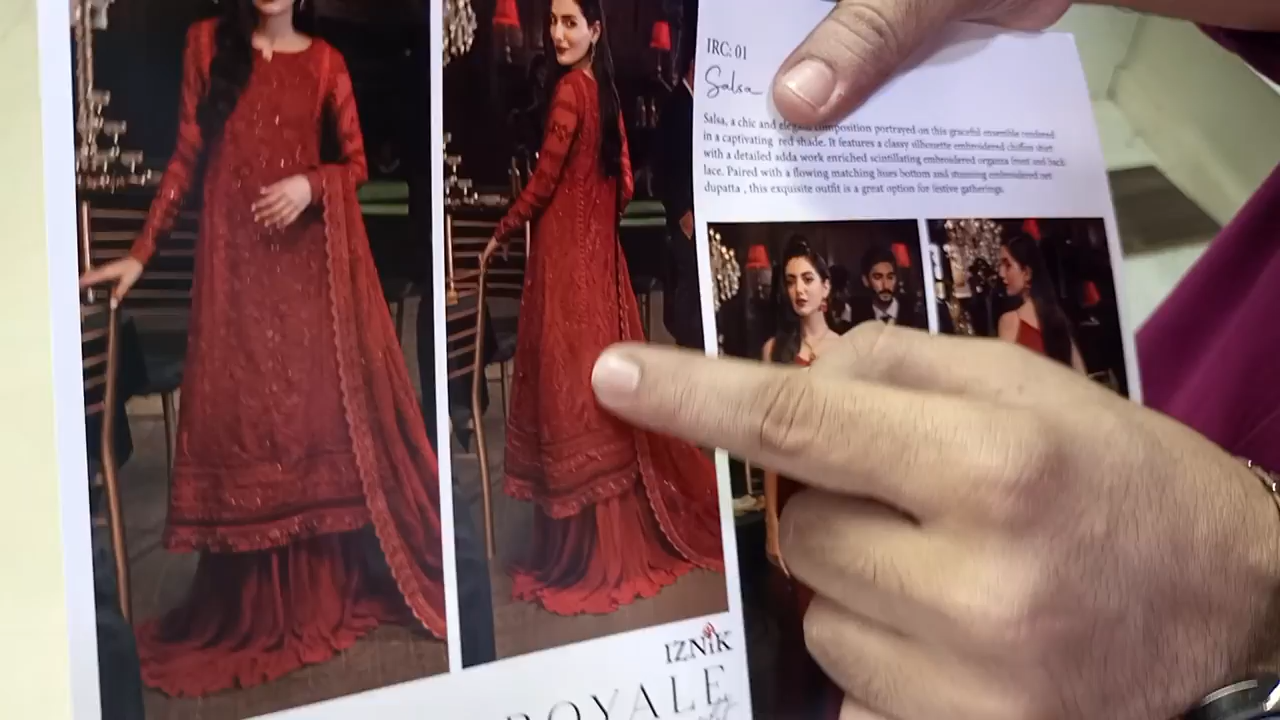 IRC: 01
Salsa
Salsa, a chic and elegant composition portrayed on this graceful ensemble rendered
in a captivating red shade. It features a classy silhouette embroidered chiffon shirt
with a detailed adda work enriched scintillating embroidered organza front and back
lace. Paired with a flowing matching hues bottom and stunning embroidered net
dupatta , this exquisite outfit is a great option for festive gatherings.
IZNIK
ROYALE